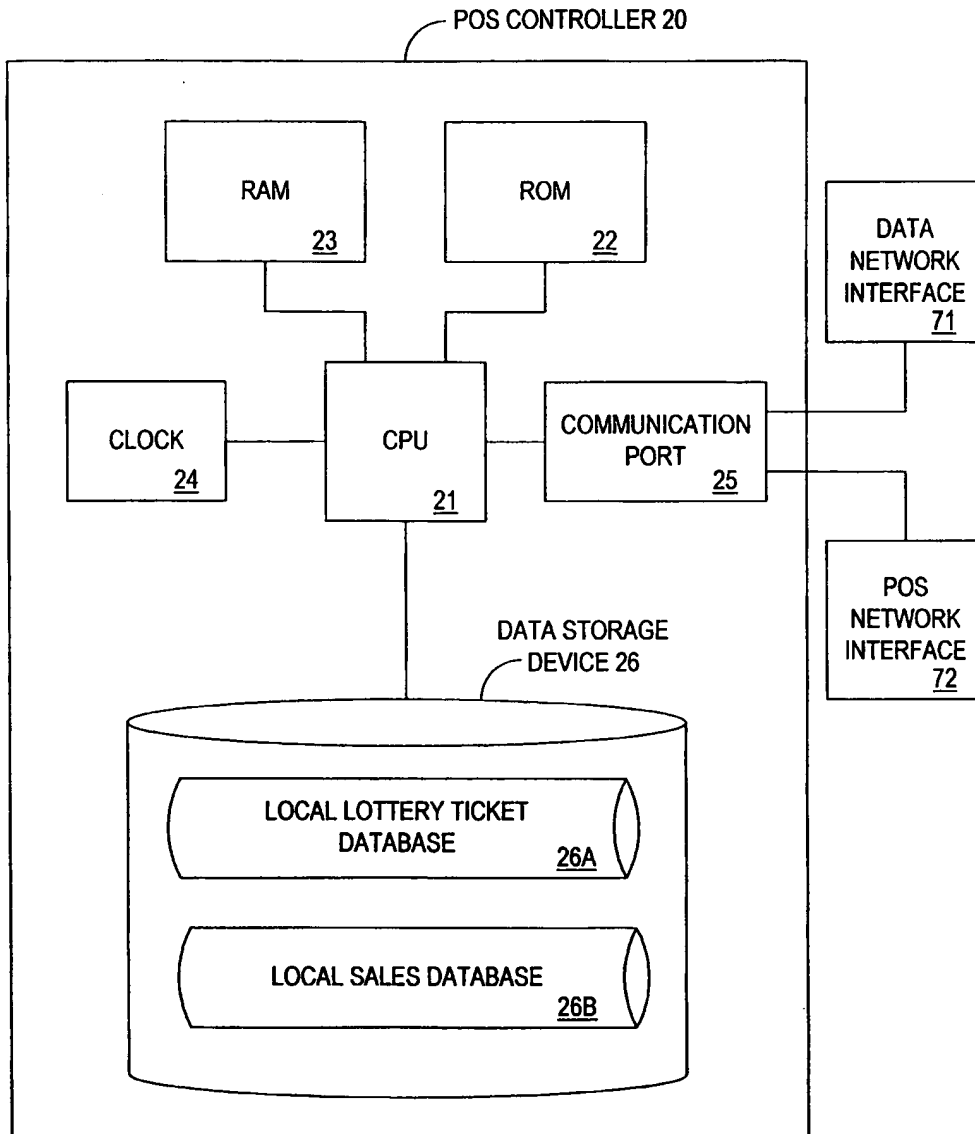 POS CONTROLLER 20
RAM
23
ROM
22
DATA
NETWORK
INTERFACE
71
CLOCK
24
CPU
21
COMMUNICATION
PORT
25
POS
NETWORK
INTERFACE
72
DATA STORAGE
DEVICE 26
LOCAL LOTTERY TICKET
DATABASE
26A
LOCAL SALES DATABASE
26B